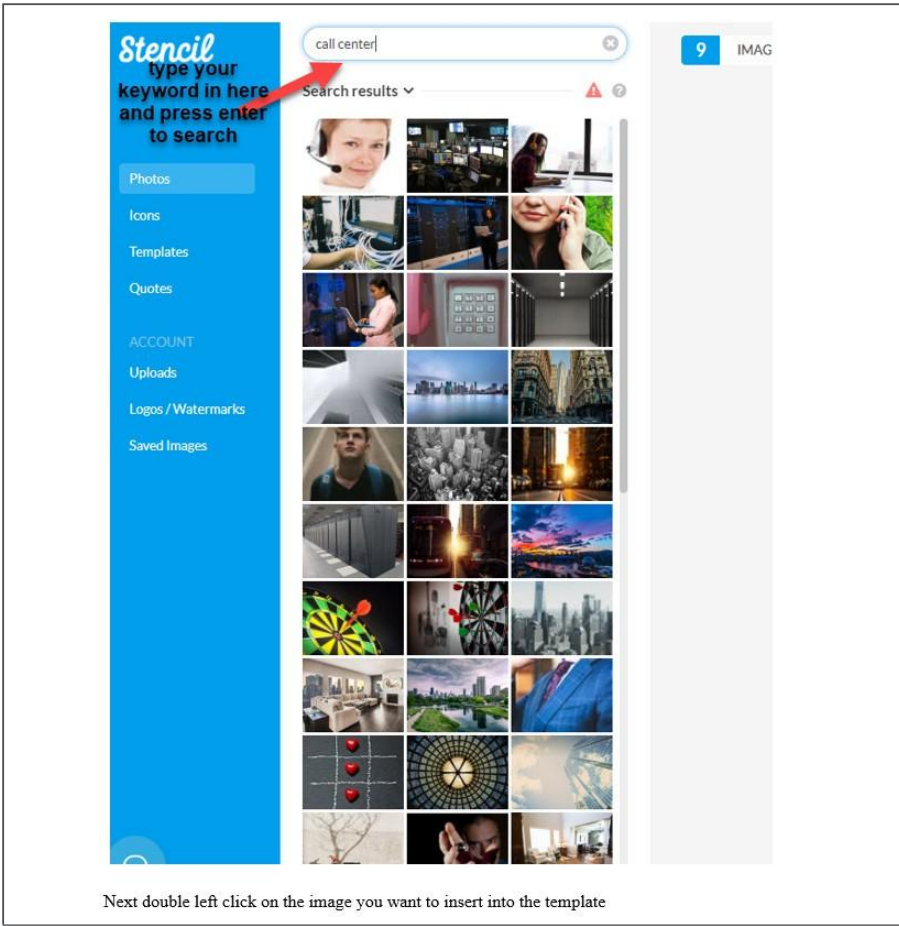 Stencil
type your
keyword in here
and press enter
to search
Photos
Icons
Templates
Quotes
ACCOUNT
Uploads
Logos / Watermarks
Saved Images
call center
Search results
9 IMAG
Next double left click on the image you want to insert into the template